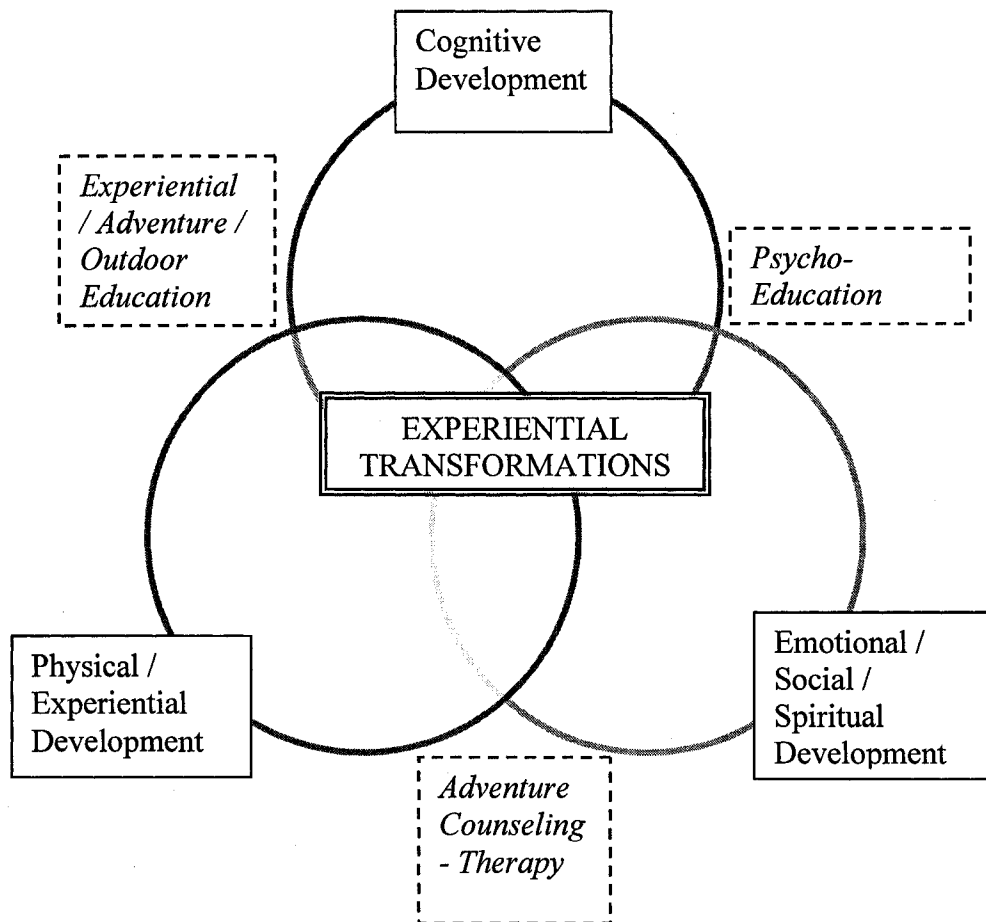 Cognitive
Development
Experiential
/ Adventure /
Outdoor
Education
Psycho-
Education
EXPERIENTIAL
TRANSFORMATIONS
Physical /
Experiential
Development
Emotional /
Social /
Spiritual
Development
Adventure
Counseling
- Therapy